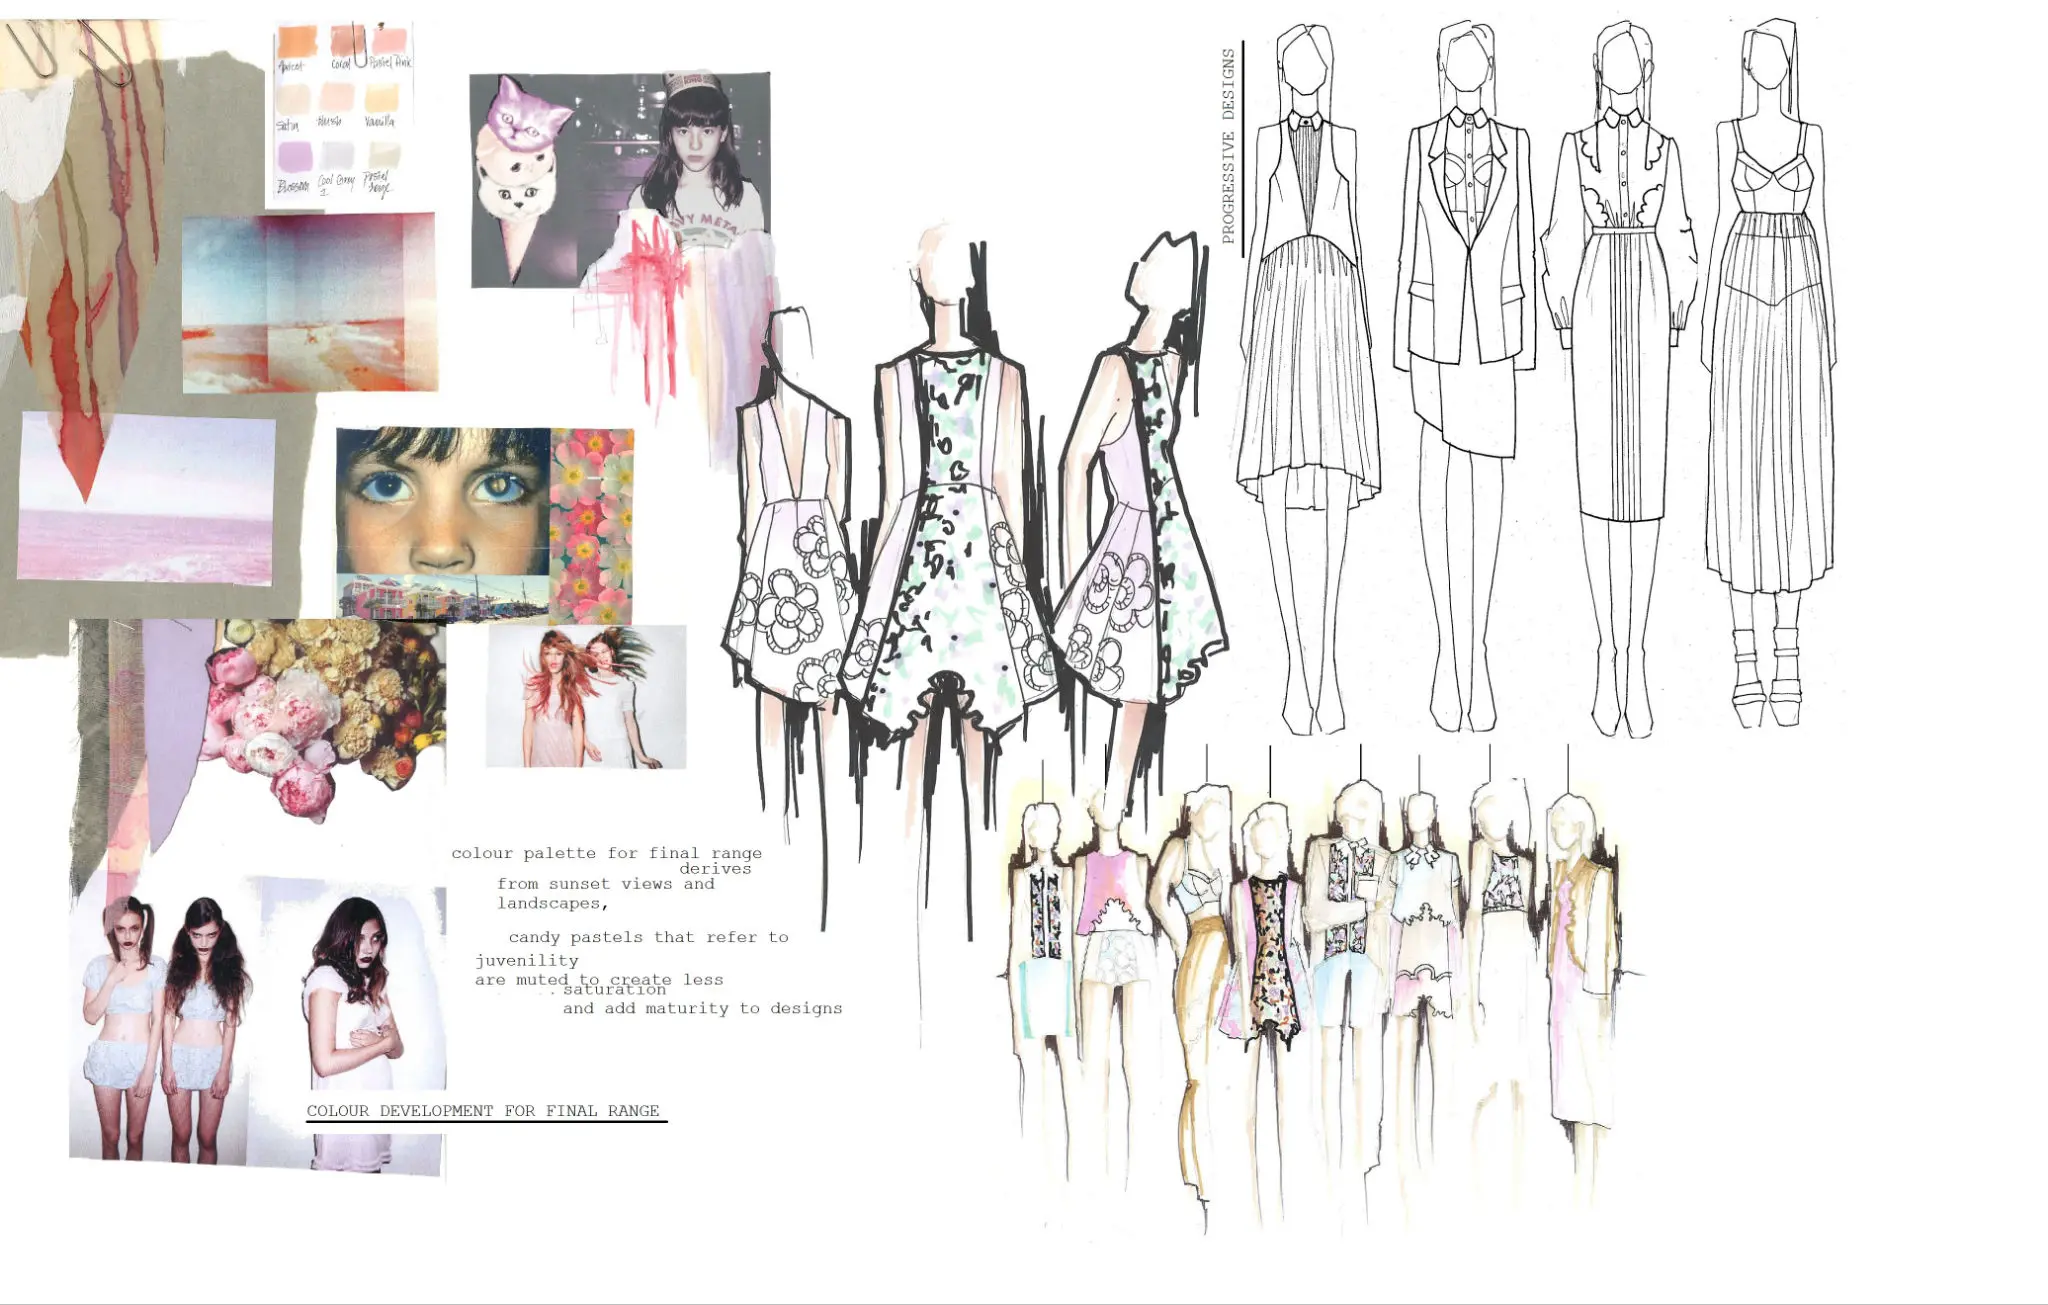 Apricot
Coral
Pastel Pink
Satin
Blush
Vanilla
Blossom
Cool Grey
1
Pastel
beige
VY META
PROGRESSIVE DESIGNS
colour palette for final range
derives
from sunset views and
landscapes,
candy pastels that refer to
juvenility
are muted to create less
saturation
and add maturity to designs
COLOUR DEVELOPMENT FOR FINAL RANGE